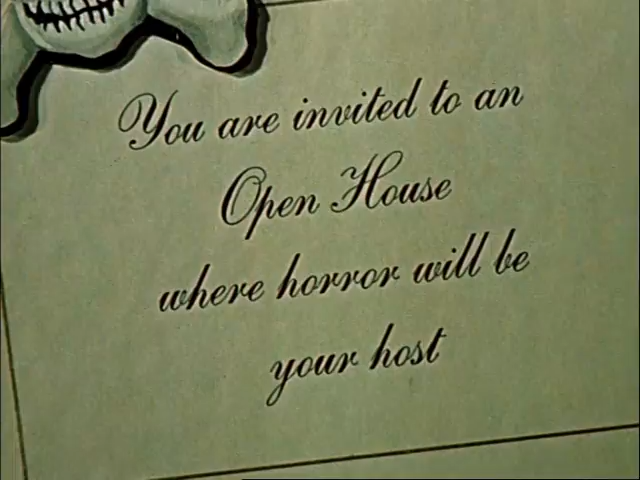 You are invited to an
Open House
where horror will be
your host